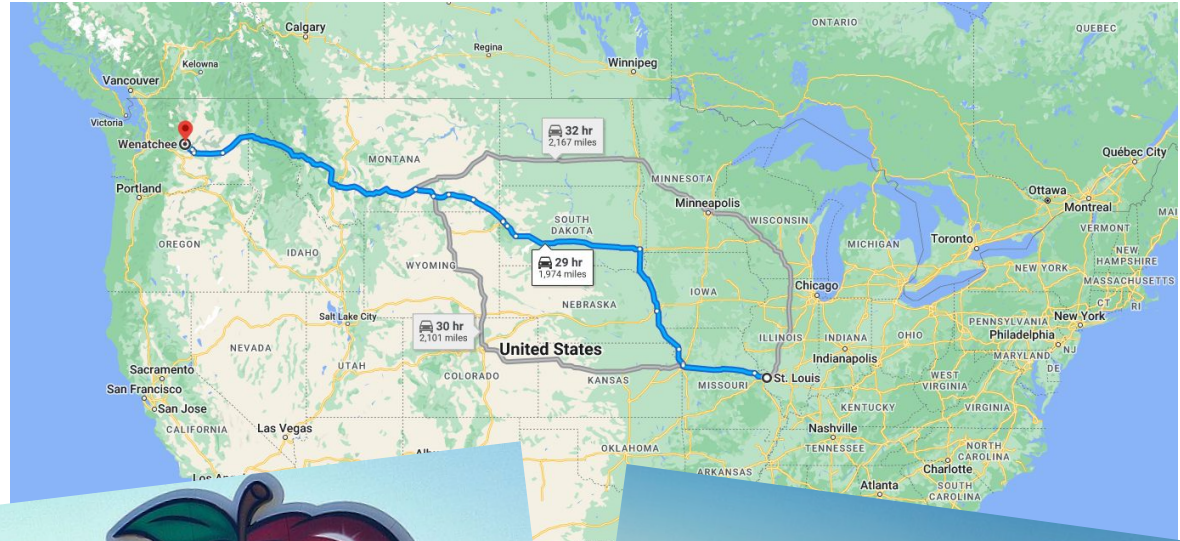 ONTARIO
QUEBEC
Calgary
Regina
Winnipeg
Kelowna
Vancouver
Victoria
Wenatchee
32 hr
2,167 miles
Québec City
MONTANA
MINNESOTA
Minneapolis
Ottawa
Montreal
MAI
Portland
SOUTH
DAKOTA
WISCONSIN
MICHIGAN
Toronto
VERMONT
OREGON
IDAHO
WYOMING
29 hr
1,974 miles
NEW YORK
NEW
HAMPSHIRE
MASSACHUSETTS
CT
RI
IOWA
Chicago
NEBRASKA
Salt Lake City
30 hr
2,101 miles
United States
ILLINOIS
INDIANA
OHIO
PENNSYLVANIA
New York
Philadelphia
NJ
NEVADA
UTAH
COLORADO
KANSAS
MISSOURI
St. Louis
Indianapolis
MARYLAND
DE
WEST
VIRGINIA
Sacramento
San Francisco
San Jose
CALIFORNIA
Las Vegas
KENTUCKY
VIRGINIA
Nashville
TENNESSEE
NORTH
CAROLINA
Charlotte
OKLAHOMA
ARKANSAS
Atlanta
SOUTH
CAROLINA